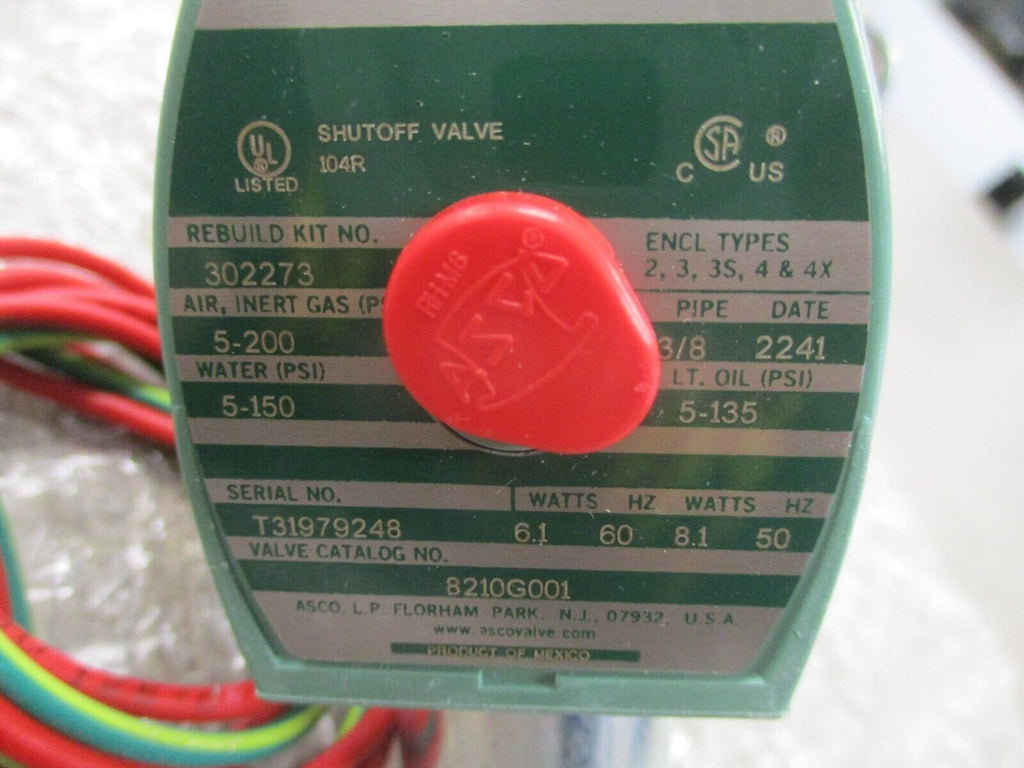 UL ®
LISTED
SHUTOFF VALVE
104R
C SA US ®
REBUILD KIT NO.
302273
ENCL TYPES
2, 3, 3S, 4 & 4X
AIR, INERT GAS
PIPE DATE
5-200
3/8 2241
WATER (PSI)
LT. OIL (PSI)
5-150
5-135
SERIAL NO.
WATTS HZ WATTS HZ
T31979248
6.1 60 8.1 50
VALVE CATALOG NO.
8210G001
ASCO, L.P. FLORHAM PARK, N.J., 07932, U.S.A.
www.ascovalve.com
PRODUCT OF MEXICO